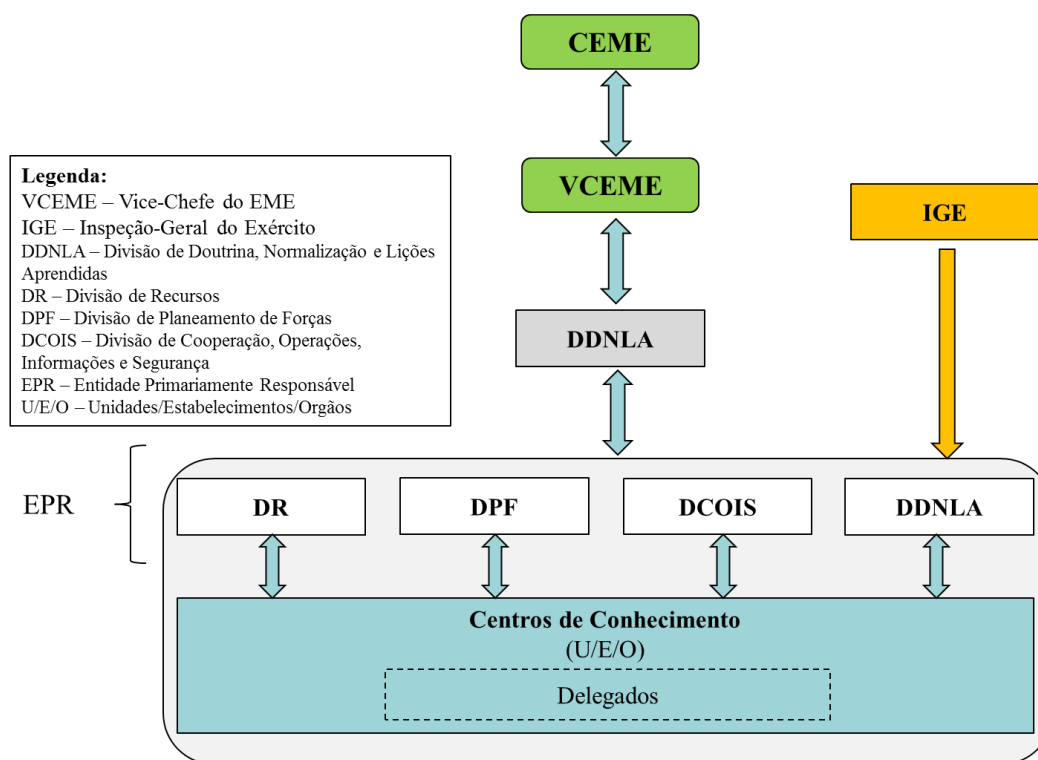 CEME
VCEME
IGE
Legenda:
VCEME – Vice-Chefe do EME
IGE – Inspeção-Geral do Exército
DDNLA – Divisão de Doutrina, Normalização e Lições
Aprendidas
DR – Divisão de Recursos
DPF – Divisão de Planeamento de Forças
DCOIS – Divisão de Cooperação, Operações,
Informações e Segurança
EPR – Entidade Primariamente Responsável
U/E/O – Unidades/Estabelecimentos/Orgãos
DDNLA
EPR
DR
DPF
DCOIS
DDNLA
Centros de Conhecimento
(U/E/O)
Delegados